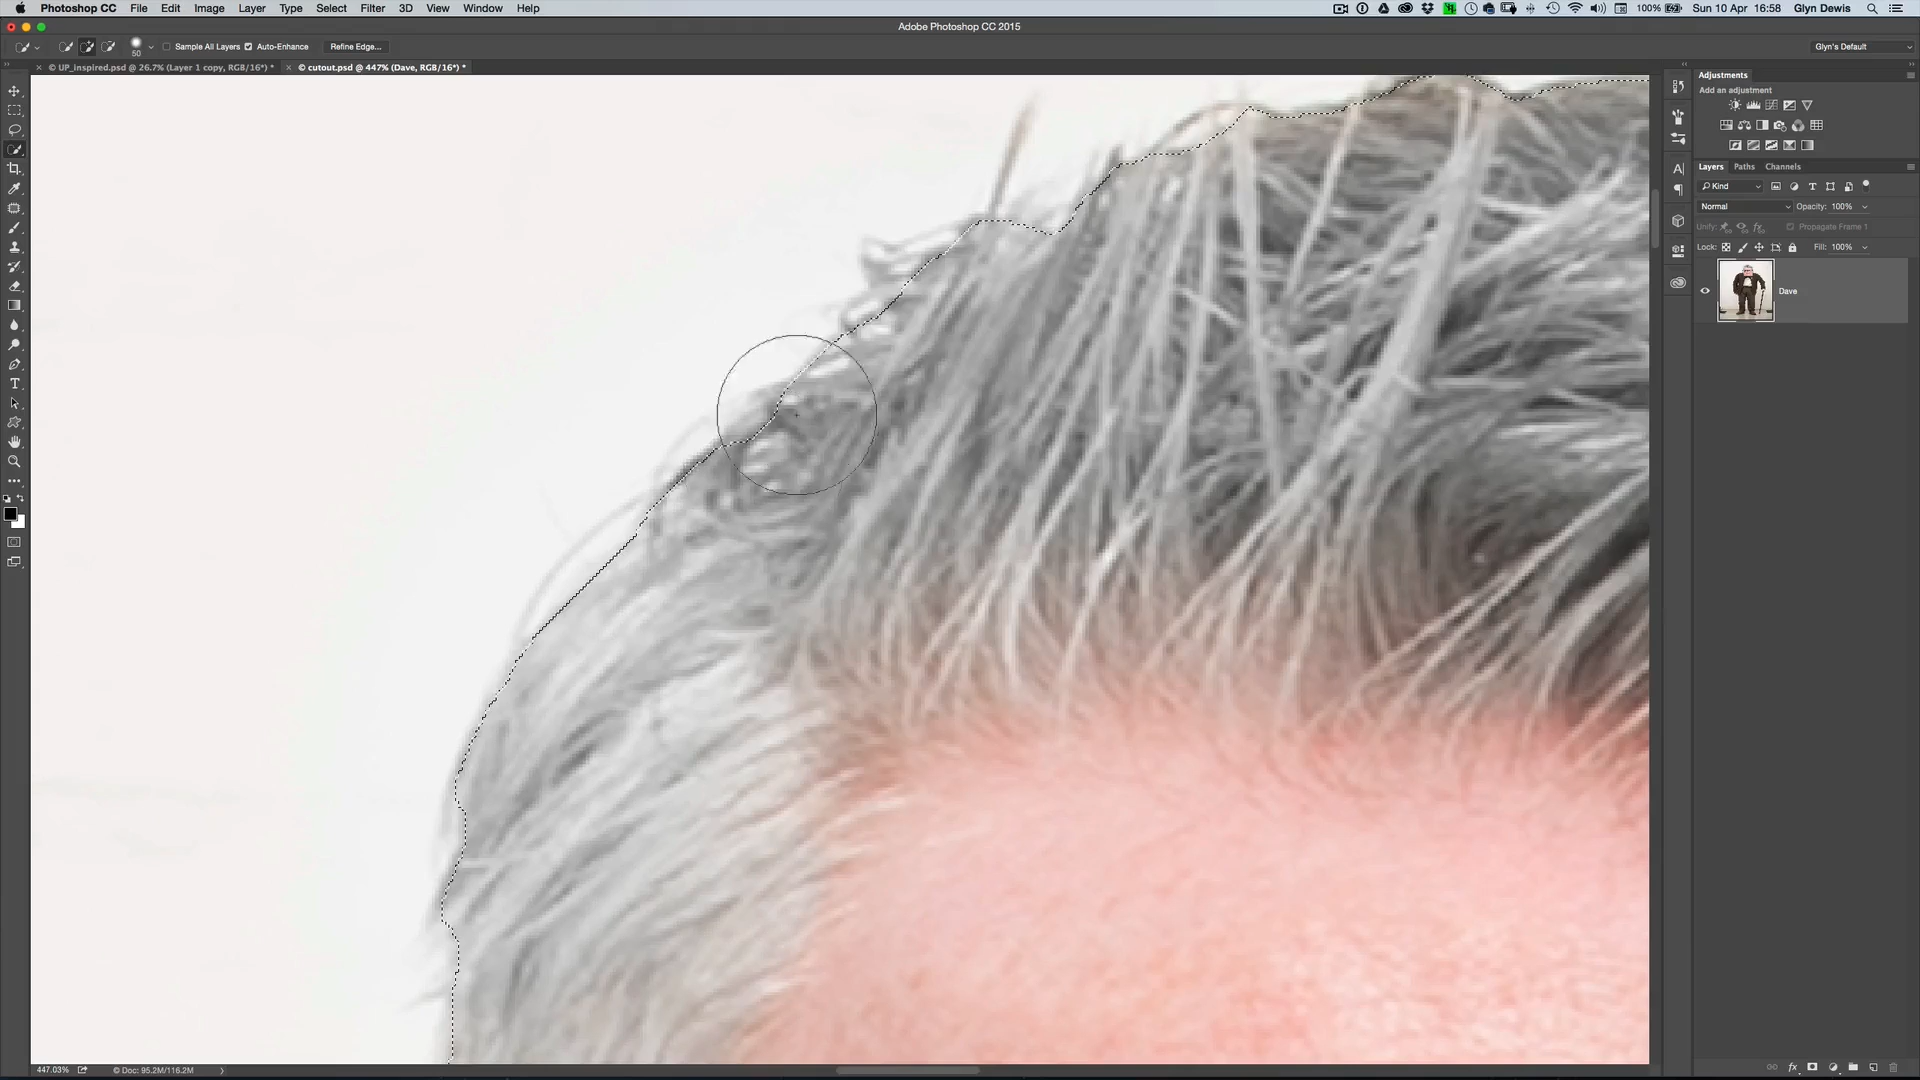 Photoshop CC File Edit Image Layer Type Select Filter 3D View Window Help 100% Sun 10 Apr 16:58 Glyn Dewis
Adobe Photoshop CC 2015
50 Sample All Layers Auto-Enhance Refine Edge... Glyn's Default
© UP_inspired.psd @ 26.7% (Layer 1 copy, RGB/16*) * © cutout.psd @ 447% (Dave, RGB/16*) *
Adjustments
Add an adjustment
Layers Paths Channels
Kind
Normal Opacity: 100%
Unify: Propagate Frame 1
Lock: Fill: 100%
Dave
447.03% © Doc: 95.2M/116.2M